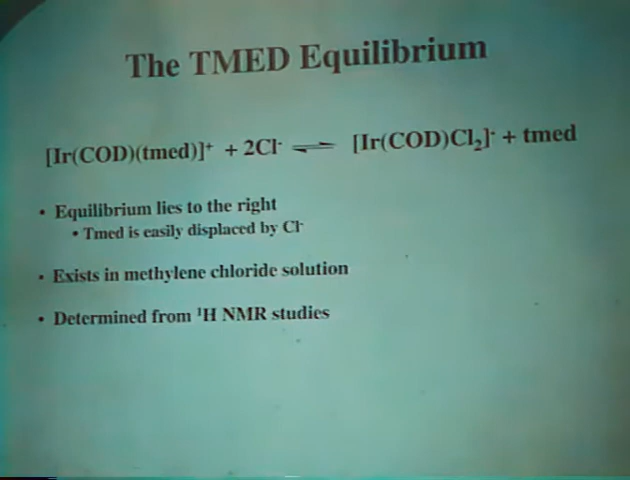 The TMED Equilibrium
[Ir(COD)(tmed)]⁺ + 2Cl⁻ ⇌ [Ir(COD)Cl₂]⁻ + tmed
• Equilibrium lies to the right
• Tmed is easily displaced by Cl⁻
• Exists in methylene chloride solution
• Determined from ¹H NMR studies